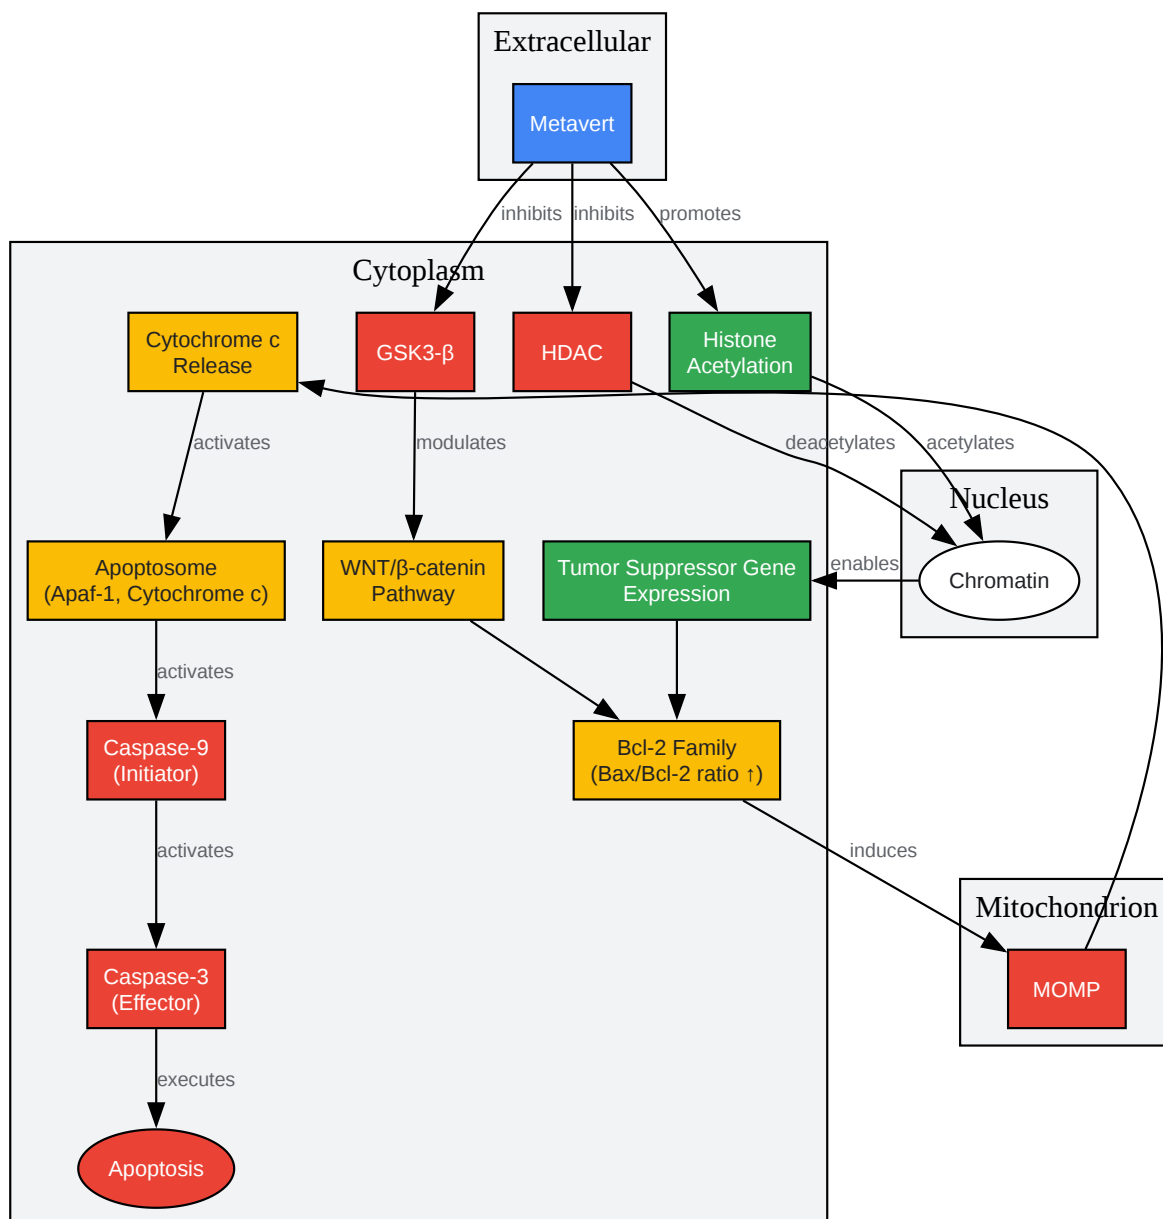 Extracellular
Metavert
inhibits
inhibits
promotes
Cytoplasm
Cytochrome c
Release
GSK3-β
HDAC
Histone
Acetylation
activates
modulates
deacetylates
acetylates
Nucleus
Apoptosome
(Apaf-1, Cytochrome c)
WNT/β-catenin
Pathway
Tumor Suppressor Gene
Expression
enables
Chromatin
activates
Caspase-9
(Initiator)
Bcl-2 Family
(Bax/Bcl-2 ratio ↑)
activates
induces
Mitochondrion
Caspase-3
(Effector)
MOMP
executes
Apoptosis